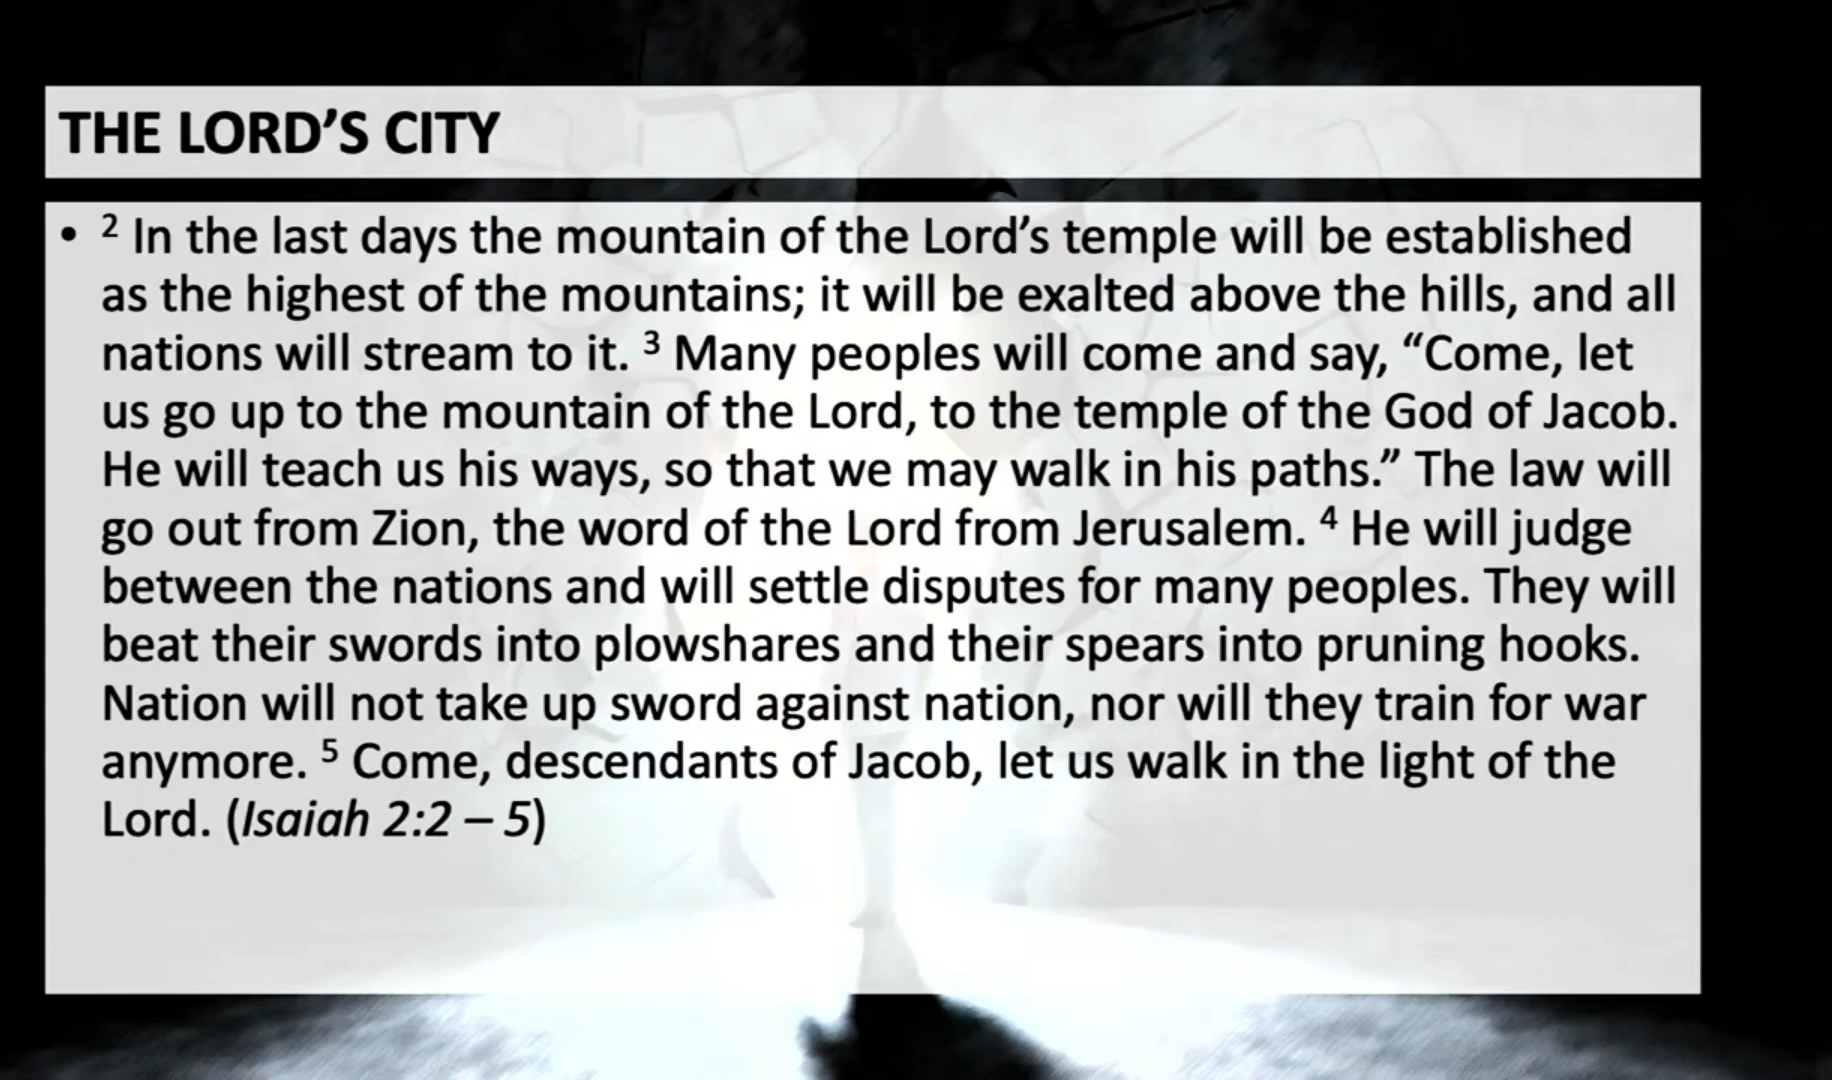 THE LORD’S CITY
• ² In the last days the mountain of the Lord’s temple will be established
as the highest of the mountains; it will be exalted above the hills, and all
nations will stream to it. ³ Many peoples will come and say, “Come, let
us go up to the mountain of the Lord, to the temple of the God of Jacob.
He will teach us his ways, so that we may walk in his paths.” The law will
go out from Zion, the word of the Lord from Jerusalem. ⁴ He will judge
between the nations and will settle disputes for many peoples. They will
beat their swords into plowshares and their spears into pruning hooks.
Nation will not take up sword against nation, nor will they train for war
anymore. ⁵ Come, descendants of Jacob, let us walk in the light of the
Lord. (Isaiah 2:2 – 5)